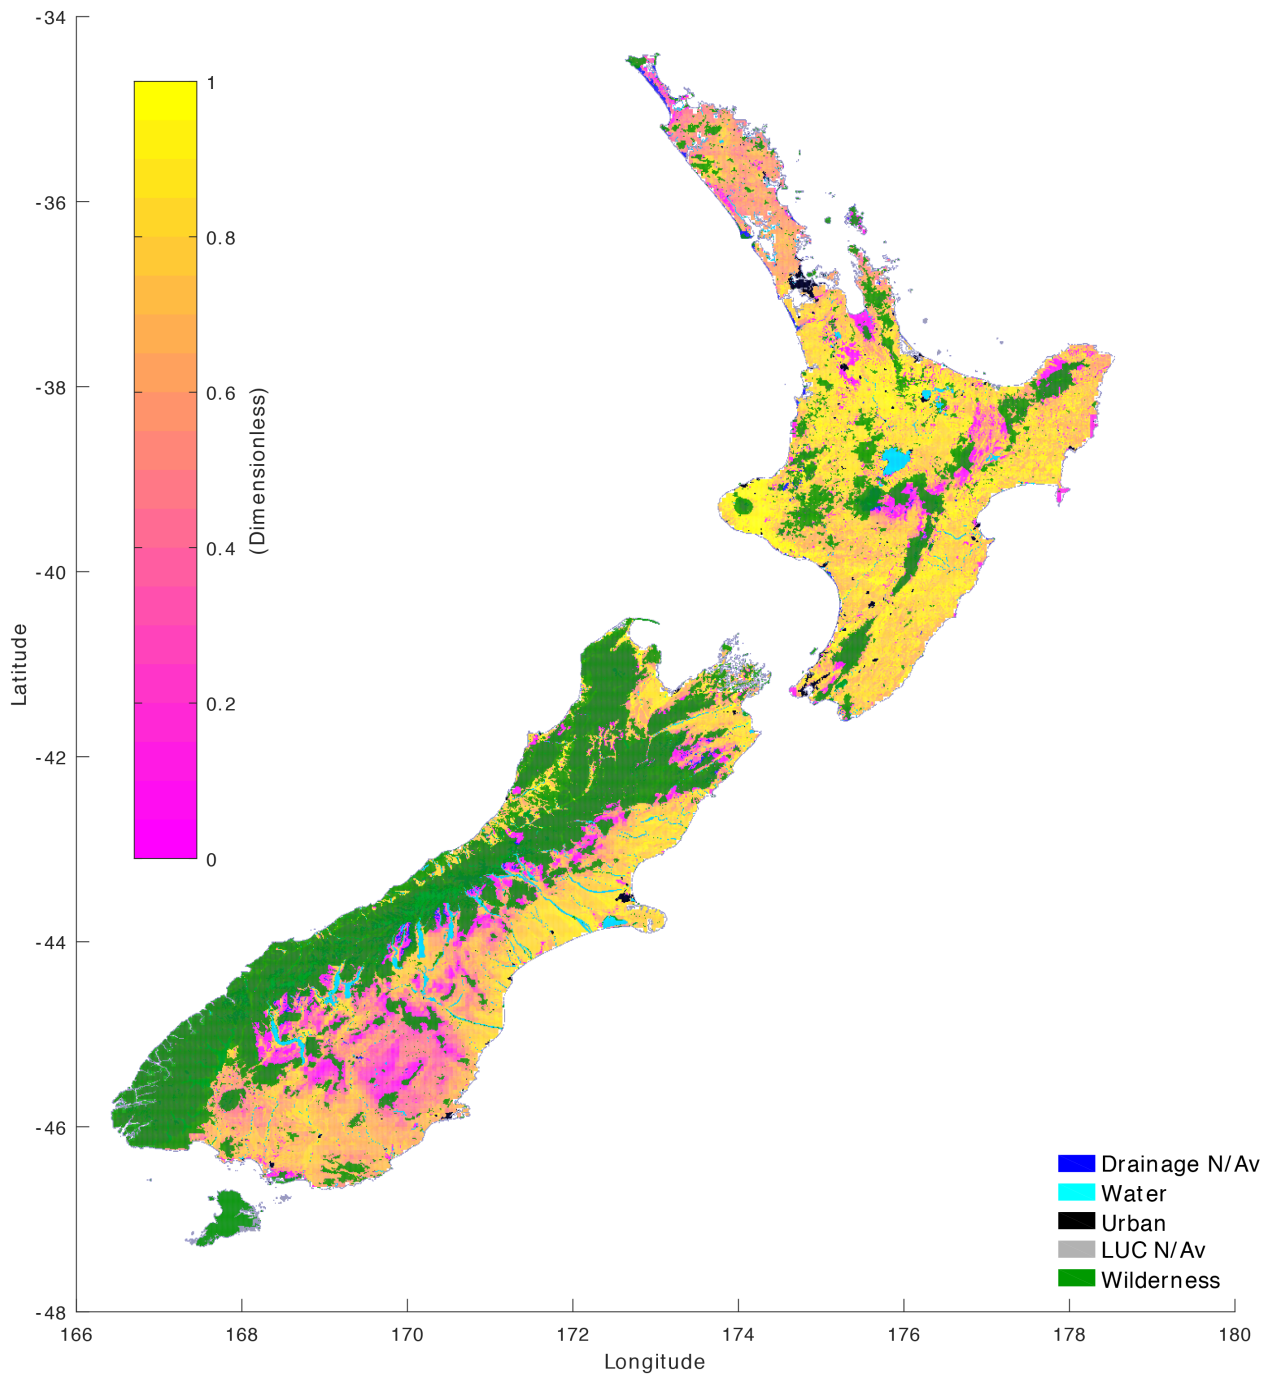 -34
-36
-38
-40
-42
-44
-46
-48
Latitude
1
0.8
0.6
0.4
0.2
0
(Dimensionless)
Drainage N/Av
Water
Urban
LUC N/Av
Wilderness
166 168 170 172 174 176 178 180
Longitude